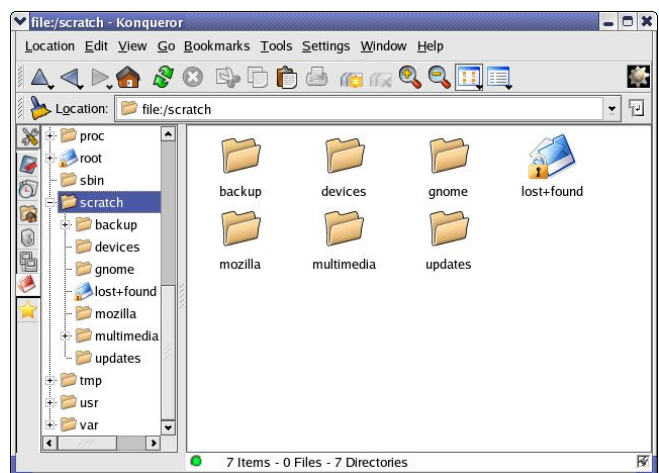 file:/scratch - Konqueror
Location Edit View Go Bookmarks Tools Settings Window Help
Location: file:/scratch
proc
root
sbin
scratch
backup
devices
gnome
lost+found
mozilla
multimedia
updates
tmp
usr
var
backup devices gnome lost+found
mozilla multimedia updates
7 Items - 0 Files - 7 Directories